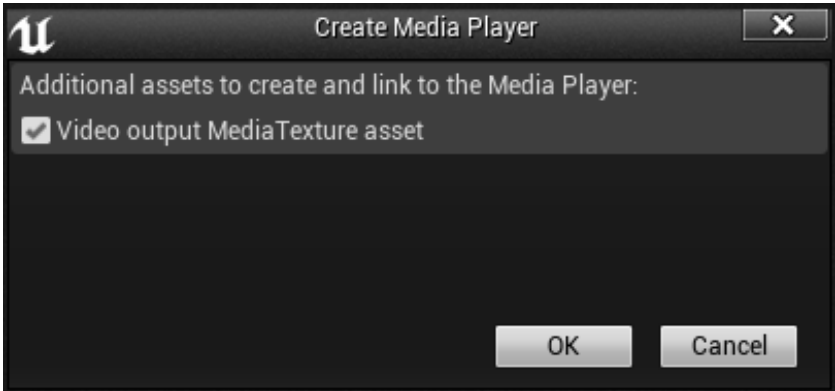 Create Media Player
Additional assets to create and link to the Media Player:
Video output MediaTexture asset
OK Cancel